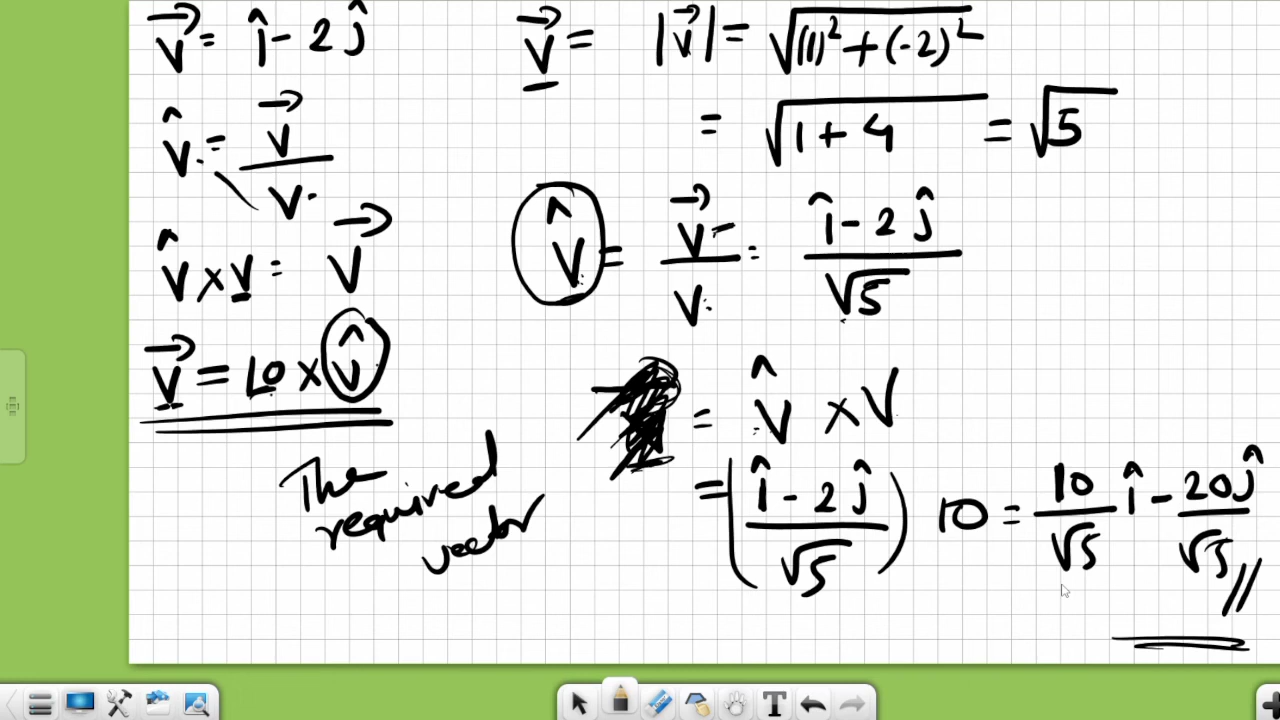 v⃗ = î - 2ĵ
v̂ = v⃗ / v
v̂ × v = v⃗
v⃗ = 10 × v̂
The
required
vector
v⃗ = |v⃗| = √((1)² + (-2)²)
= √(1 + 4) = √5
v̂ = v⃗ / v = (î - 2ĵ) / √5
= v̂ × v
= ((î - 2ĵ) / √5) 10 = 10/√5 î - 20ĵ/√5
T